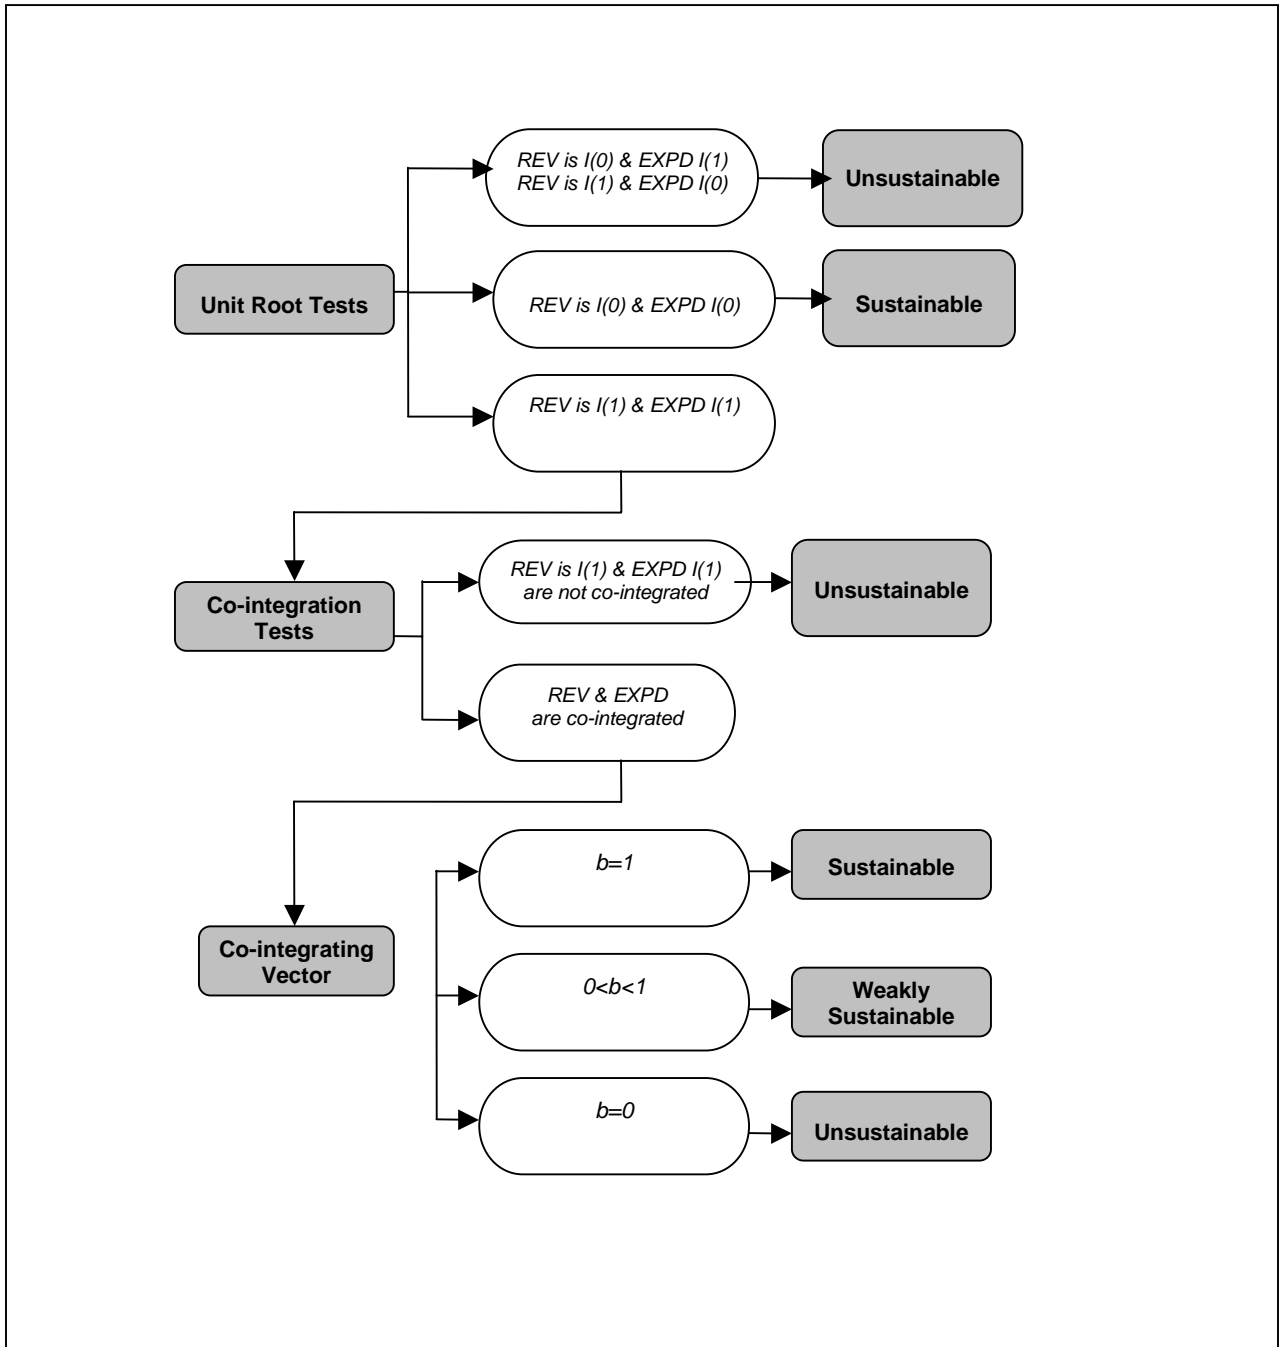 REV is I(0) & EXPD I(1)
REV is I(1) & EXPD I(0)
Unsustainable
Unit Root Tests
REV is I(0) & EXPD I(0)
Sustainable
REV is I(1) & EXPD I(1)
Co-integration
Tests
REV is I(1) & EXPD I(1)
are not co-integrated
Unsustainable
REV & EXPD
are co-integrated
Co-integrating
Vector
b=1
Sustainable
0<b<1
Weakly
Sustainable
b=0
Unsustainable